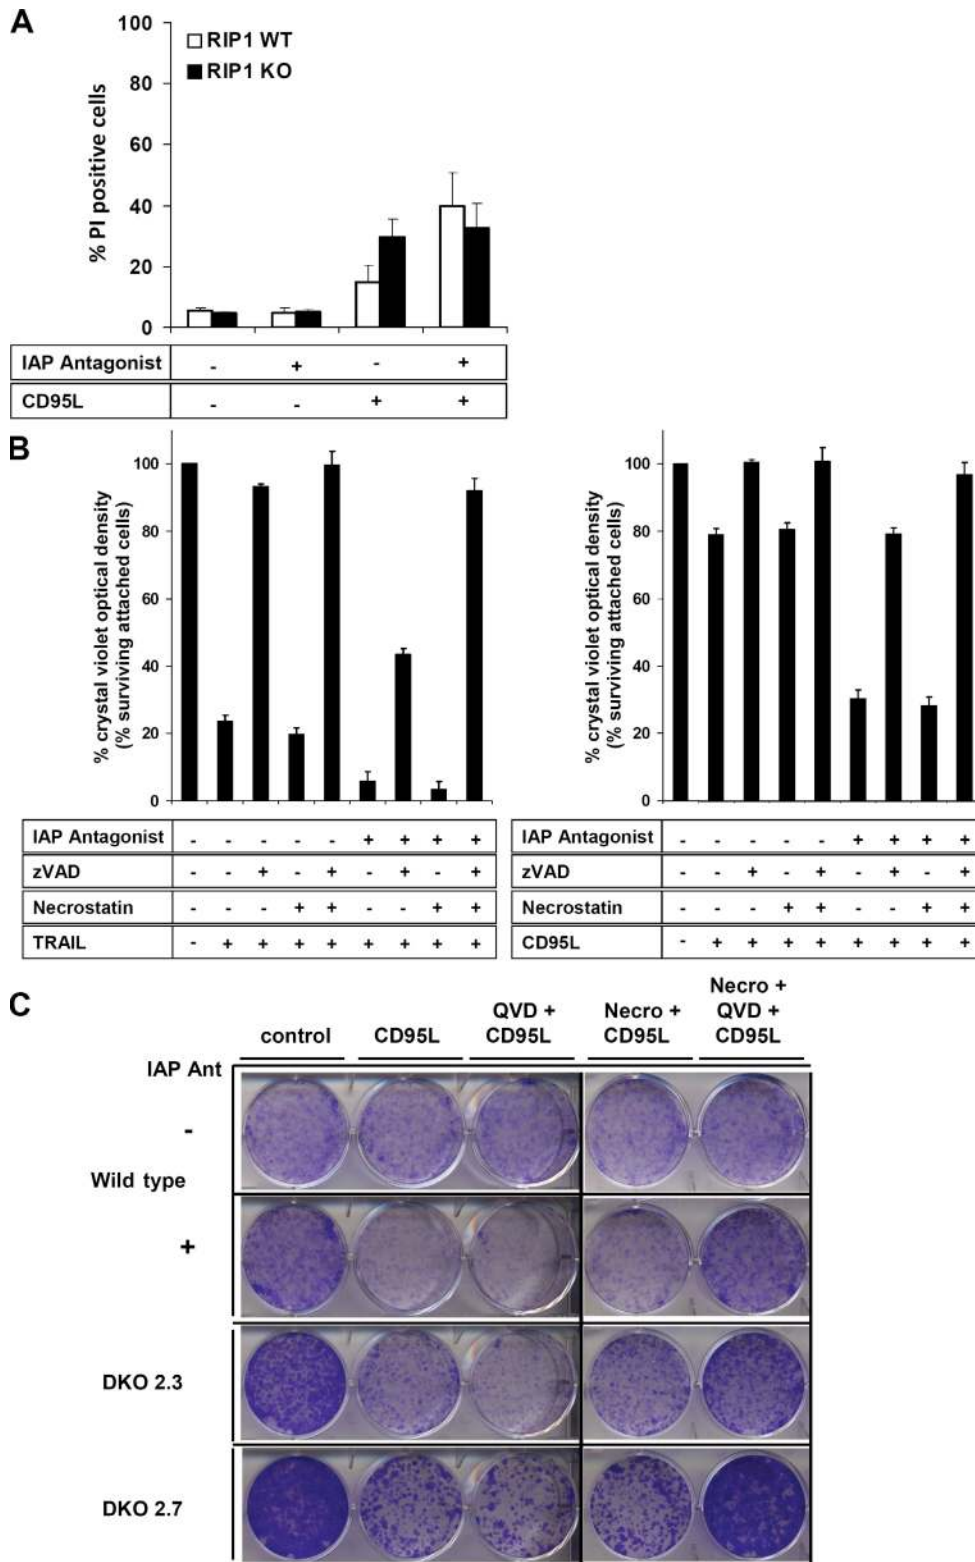 A
100
80
60
40
20
0
% PI positive cells
RIP1 WT
RIP1 KO
IAP Antagonist - + - +
CD95L - - + +
B
100
80
60
40
20
0
% crystal violet optical density
(% surviving attached cells)
IAP Antagonist - - - - - + + + +
zVAD - - + - + - + - +
Necrostatin - - - + + - - + +
TRAIL - + + + + + + + +
100
80
60
40
20
0
% crystal violet optical density
(% surviving attached cells)
IAP Antagonist - - - - - + + + +
zVAD - - + - + - + - +
Necrostatin - - - + + - - + +
CD95L - + + + + + + + +
C
control
CD95L
QVD +
CD95L
Necro +
CD95L
Necro +
QVD +
CD95L
IAP Ant
-
Wild type
+
DKO 2.3
DKO 2.7